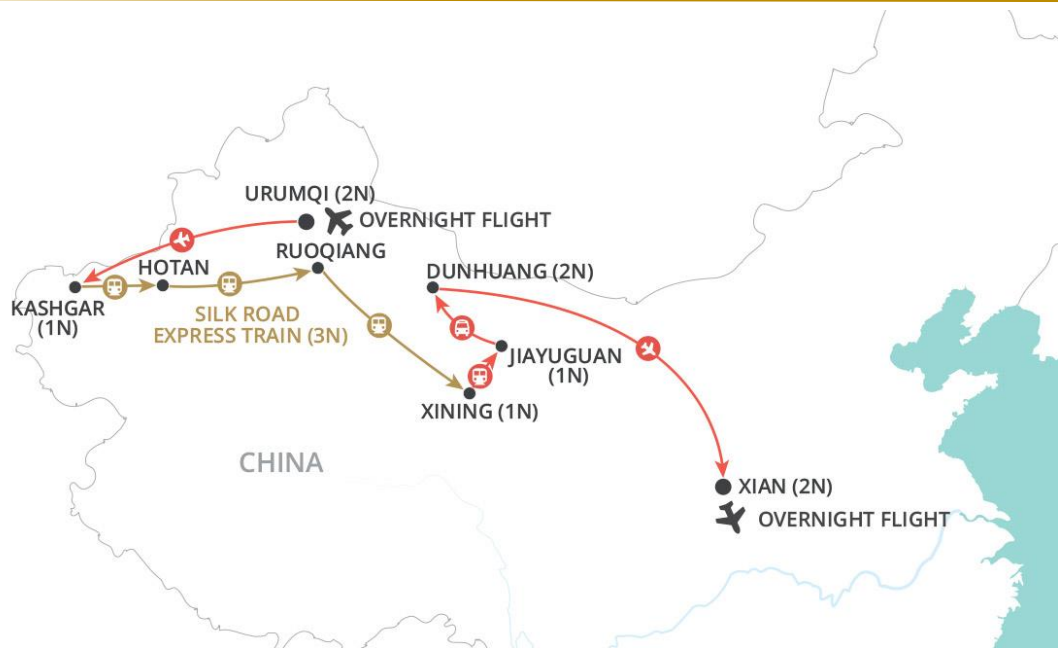 URUMQI (2N)
OVERNIGHT FLIGHT
RUOQIANG
HOTAN
DUNHUANG (2N)
KASHGAR
(1N)
SILK ROAD
EXPRESS TRAIN (3N)
JIAYUGUAN
(1N)
XINING (1N)
CHINA
XIAN (2N)
OVERNIGHT FLIGHT